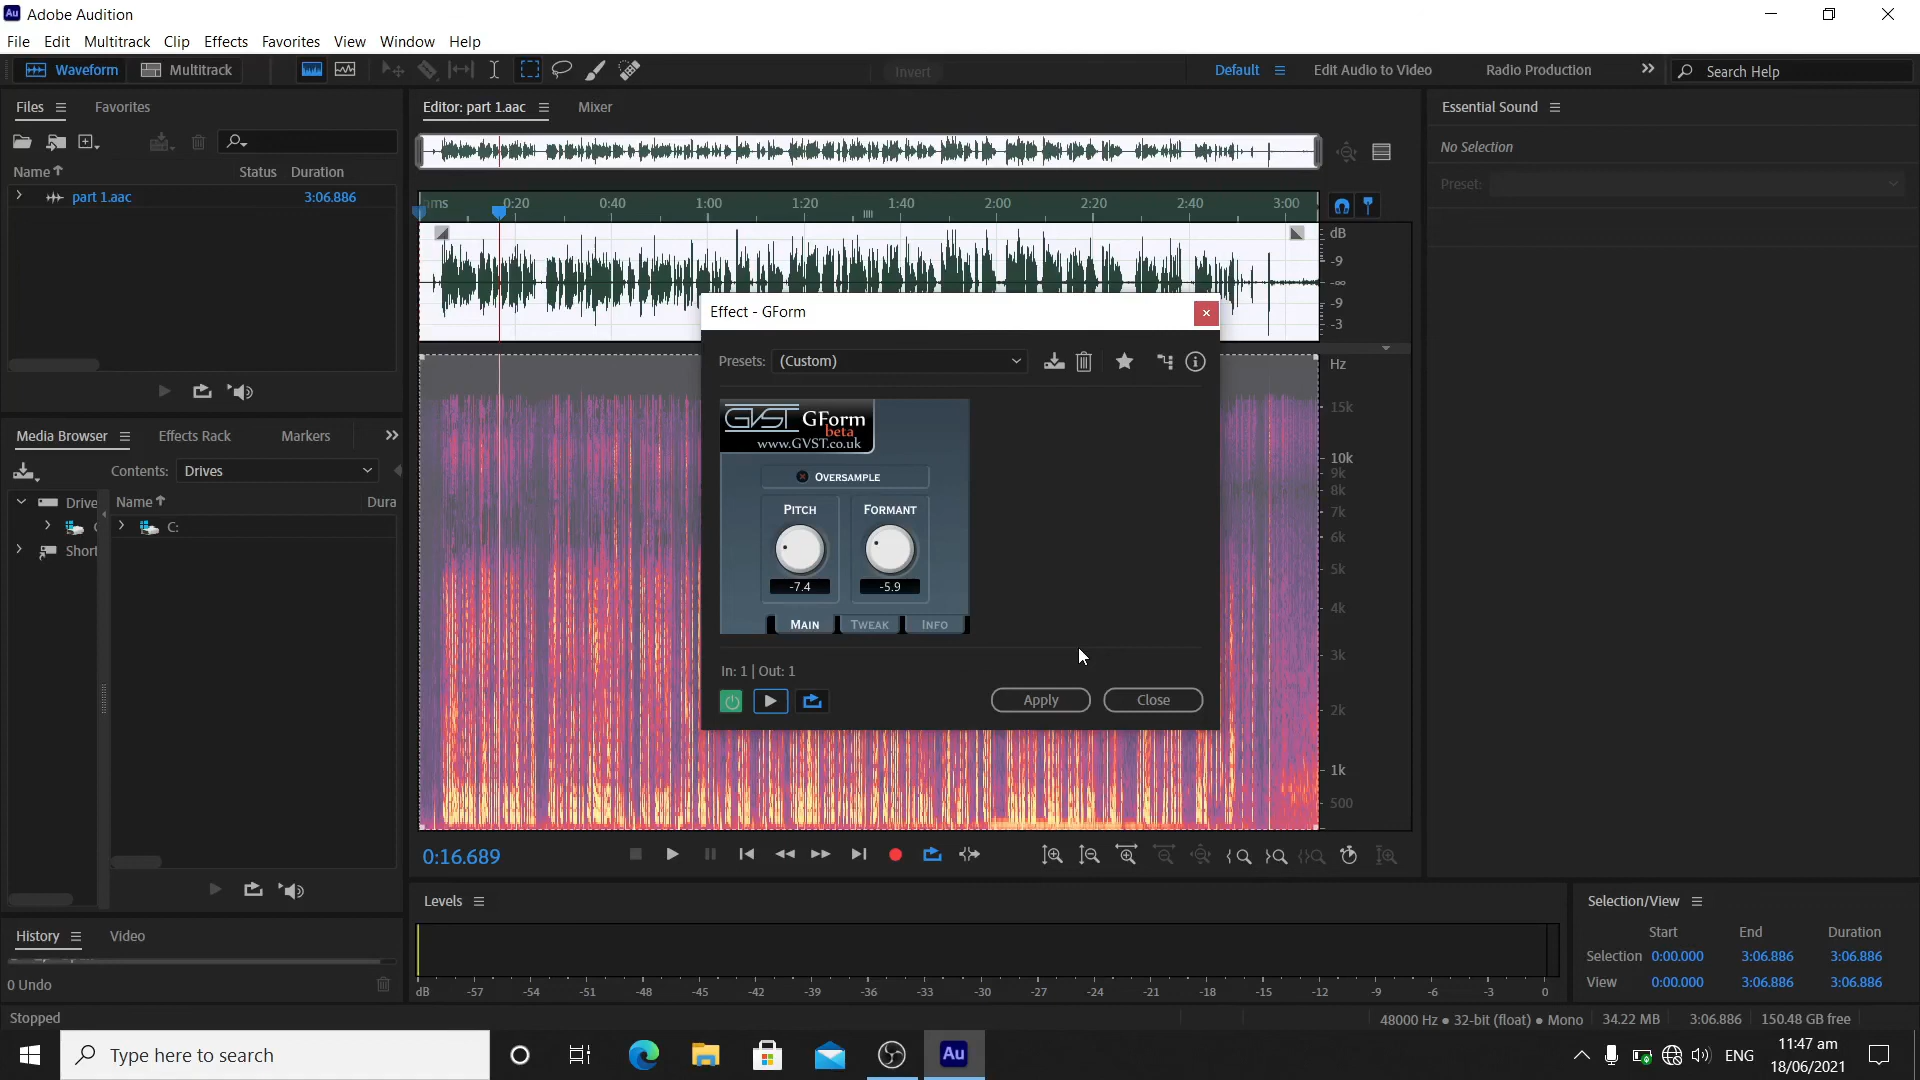 Au Adobe Audition
File Edit Multitrack Clip Effects Favorites View Window Help
Waveform Multitrack Invert Default Edit Audio to Video Radio Production Search Help
Files Favorites
Name Status Duration
part 1.aac 3:06.886
Media Browser Effects Rack Markers
Contents: Drives
Drive Name Dura
C:
Short
History Video
0 Undo
Stopped
Editor: part 1.aac Mixer
hms 0:20 0:40 1:00 1:20 1:40 2:00 2:20 2:40 3:00
dB
-9
-∞
-9
-3
Hz
15k
10k
9k
8k
7k
6k
5k
4k
3k
2k
1k
500
Effect - GForm
Presets: (Custom)
GVST GForm
beta
www.GVST.co.uk
OVERSAMPLE
PITCH FORMANT
-7.4 -5.9
MAIN TWEAK INFO
In: 1 | Out: 1
Apply Close
0:16.689
Levels
dB -57 -54 -51 -48 -45 -42 -39 -36 -33 -30 -27 -24 -21 -18 -15 -12 -9 -6 -3 0
Essential Sound
No Selection
Preset:
Selection/View
Start End Duration
Selection 0:00.000 3:06.886 3:06.886
View 0:00.000 3:06.886 3:06.886
48000 Hz • 32-bit (float) • Mono 34.22 MB 3:06.886 150.48 GB free
Type here to search
Au
ENG
11:47 am
18/06/2021